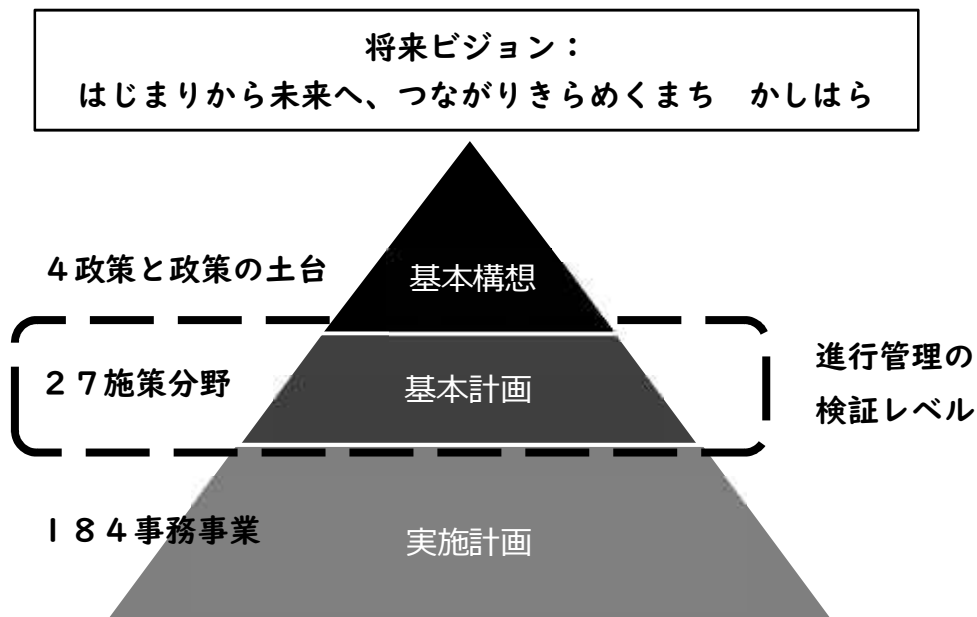 将来ビジョン：
はじまりから未来へ、つながりきらめくまち　かしはら
４政策と政策の土台
基本構想
２７施策分野
基本計画
進行管理の
検証レベル
１８４事務事業
実施計画